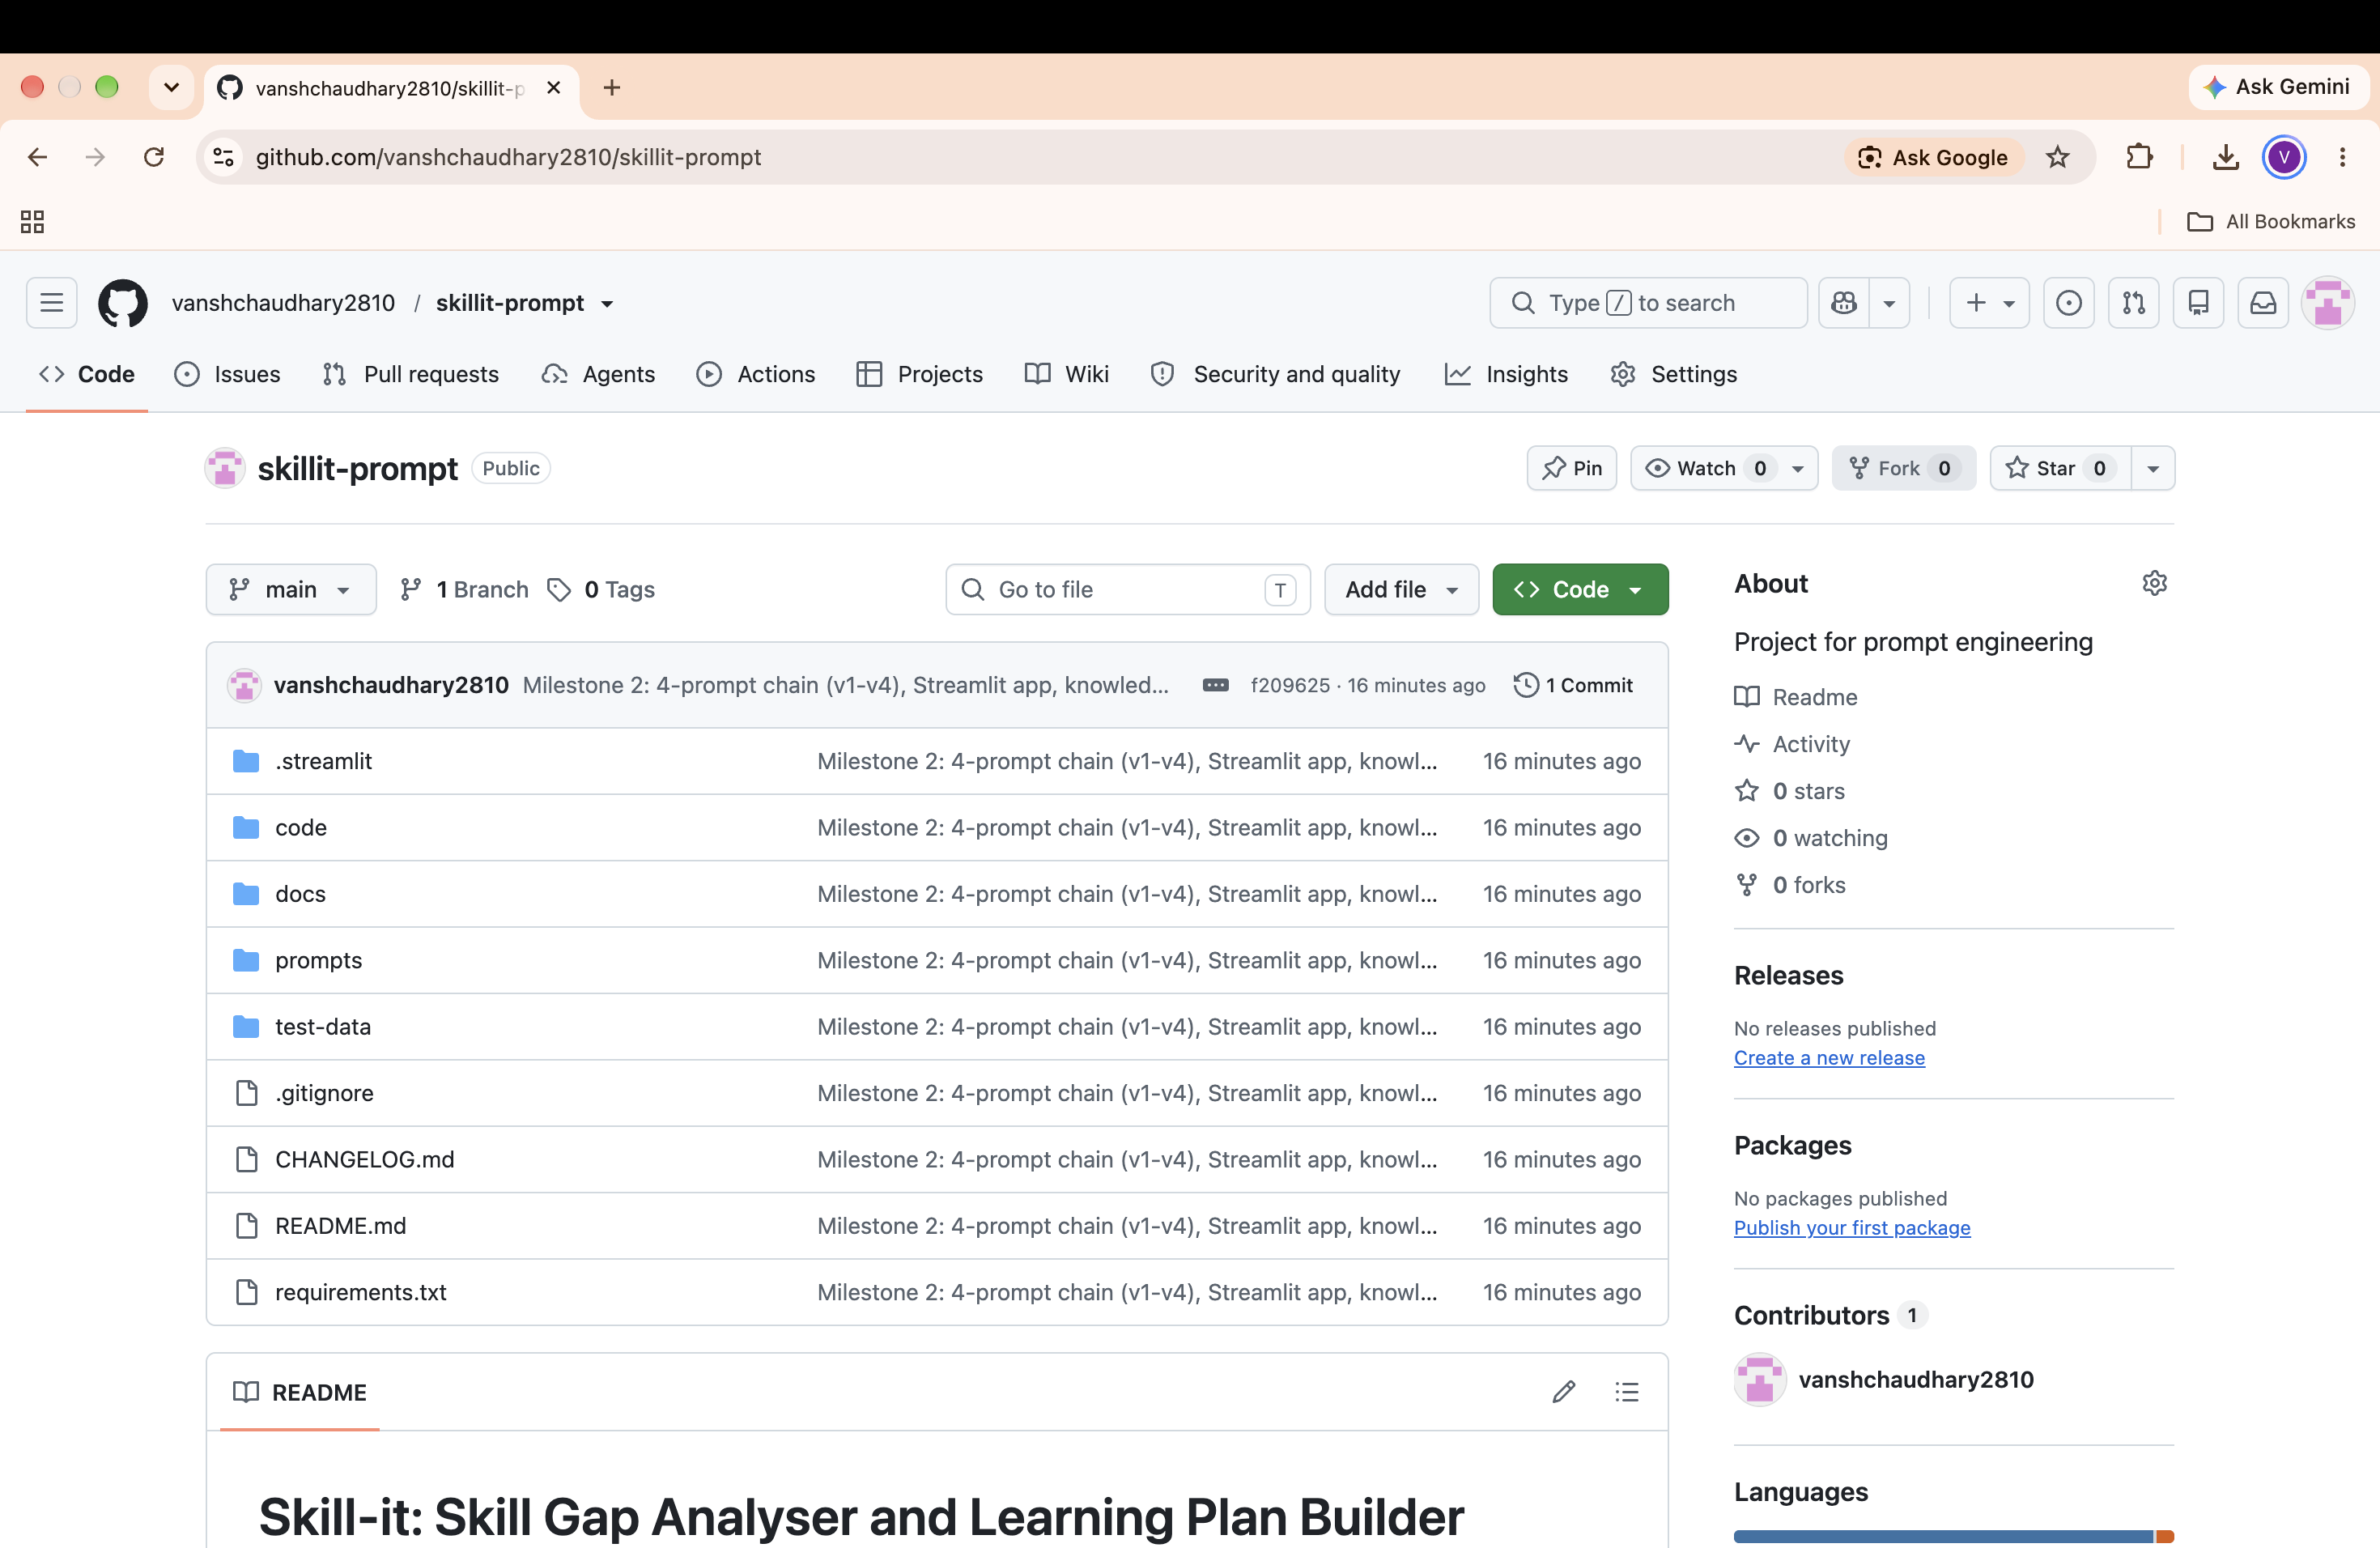 vanshchaudhary2810/skillit-p
Ask Gemini
github.com/vanshchaudhary2810/skillit-prompt
Ask Google
V
All Bookmarks
vanshchaudhary2810 / skillit-prompt
Type / to search
Code Issues Pull requests Agents Actions Projects Wiki Security and quality Insights Settings
skillit-prompt Public
Pin Watch 0 Fork 0 Star 0
main 1 Branch 0 Tags
Go to file T Add file Code
vanshchaudhary2810 Milestone 2: 4-prompt chain (v1-v4), Streamlit app, knowled... f209625 · 16 minutes ago 1 Commit
.streamlit Milestone 2: 4-prompt chain (v1-v4), Streamlit app, knowl... 16 minutes ago
code Milestone 2: 4-prompt chain (v1-v4), Streamlit app, knowl... 16 minutes ago
docs Milestone 2: 4-prompt chain (v1-v4), Streamlit app, knowl... 16 minutes ago
prompts Milestone 2: 4-prompt chain (v1-v4), Streamlit app, knowl... 16 minutes ago
test-data Milestone 2: 4-prompt chain (v1-v4), Streamlit app, knowl... 16 minutes ago
.gitignore Milestone 2: 4-prompt chain (v1-v4), Streamlit app, knowl... 16 minutes ago
CHANGELOG.md Milestone 2: 4-prompt chain (v1-v4), Streamlit app, knowl... 16 minutes ago
README.md Milestone 2: 4-prompt chain (v1-v4), Streamlit app, knowl... 16 minutes ago
requirements.txt Milestone 2: 4-prompt chain (v1-v4), Streamlit app, knowl... 16 minutes ago
README
Skill-it: Skill Gap Analyser and Learning Plan Builder
About
Project for prompt engineering
Readme
Activity
0 stars
0 watching
0 forks
Releases
No releases published
Create a new release
Packages
No packages published
Publish your first package
Contributors 1
vanshchaudhary2810
Languages